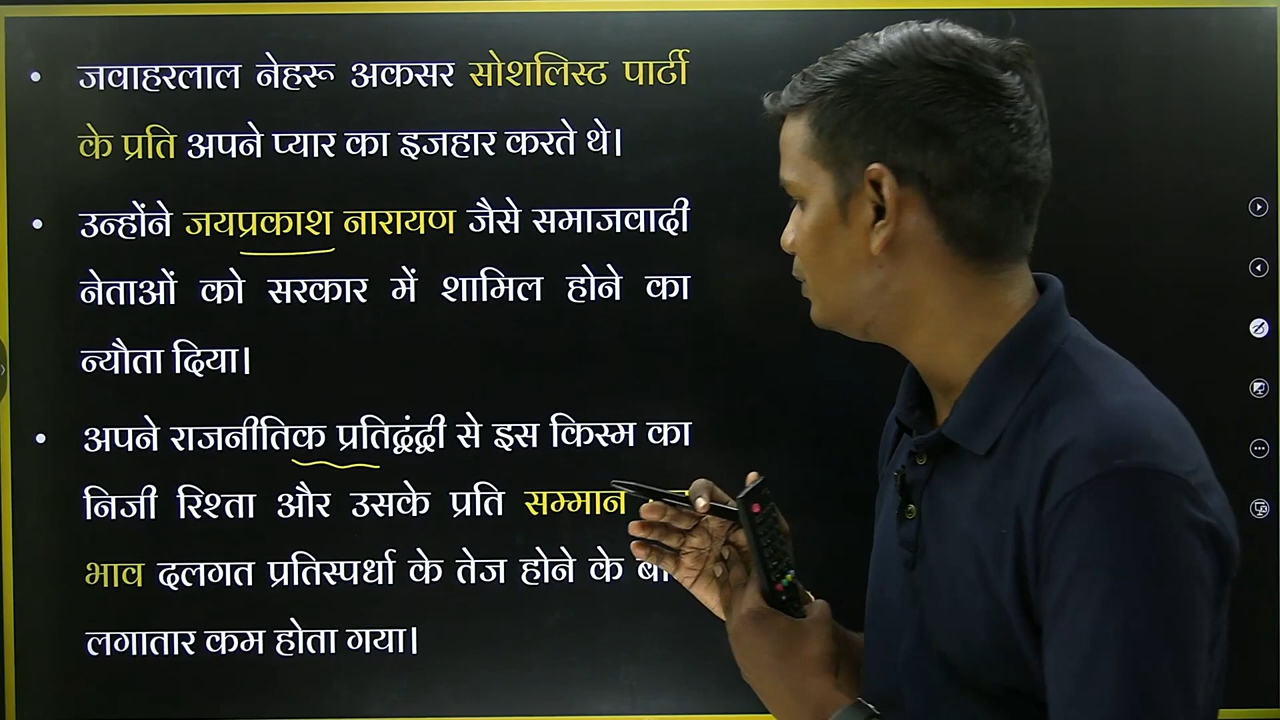 • जवाहरलाल नेहरू अकसर सोशलिस्ट पार्टी
के प्रति अपने प्यार का इजहार करते थे।
• उन्होंने जयप्रकाश नारायण जैसे समाजवादी
नेताओं को सरकार में शामिल होने का
न्यौता दिया।
• अपने राजनीतिक प्रतिद्वंद्वी से इस किस्म का
निजी रिश्ता और उसके प्रति सम्मान
भाव दलगत प्रतिस्पर्धा के तेज होने के
लगातार कम होता गया।